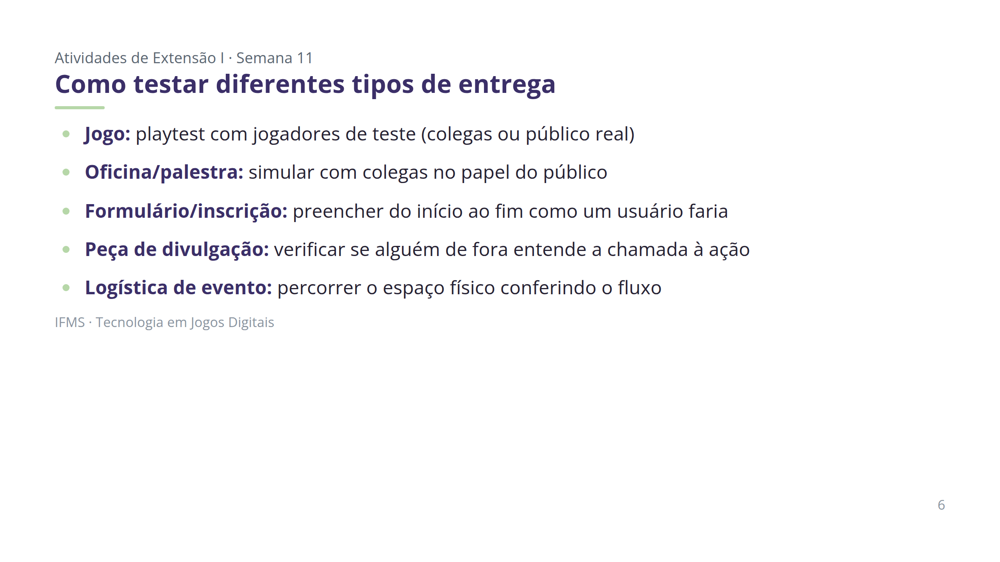 Atividades de Extensão I · Semana 11
Como testar diferentes tipos de entrega
Jogo: playtest com jogadores de teste (colegas ou público real)
Oficina/palestra: simular com colegas no papel do público
Formulário/inscrição: preencher do início ao fim como um usuário faria
Peça de divulgação: verificar se alguém de fora entende a chamada à ação
Logística de evento: percorrer o espaço físico conferindo o fluxo
IFMS · Tecnologia em Jogos Digitais
6